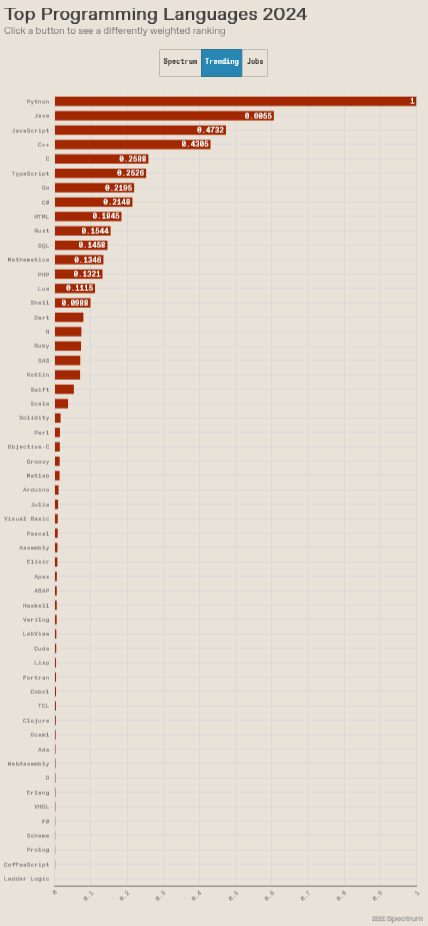 Top Programming Languages 2024
Click a button to see a differently weighted ranking
Spectrum Trending Jobs
Python 1
Java 0.6055
JavaScript 0.4732
C++ 0.4305
C 0.2588
TypeScript 0.2526
Go 0.2195
C# 0.2148
HTML 0.1845
Rust 0.1544
SQL 0.1458
Mathematica 0.1346
PHP 0.1321
Lua 0.1115
Shell 0.0988
Dart
R
Ruby
SAS
Kotlin
Swift
Scala
Solidity
Perl
Objective-C
Groovy
Matlab
Arduino
Julia
Visual Basic
Pascal
Assembly
Elixir
Apex
ABAP
Haskell
Verilog
LabView
Cuda
Lisp
Fortran
Cobol
TCL
Clojure
Ocaml
Ada
WebAssembly
D
Erlang
VHDL
F#
Scheme
Prolog
CoffeeScript
Ladder Logic
0 0.1 0.2 0.3 0.4 0.5 0.6 0.7 0.8 0.9 1
IEEE Spectrum